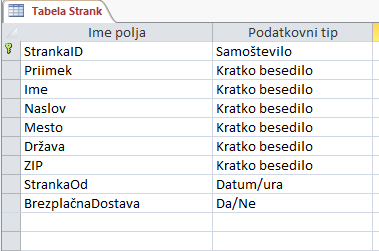 Tabela Strank
Ime polja Podatkovni tip
StrankaID Samoštevilo
Priimek Kratko besedilo
Ime Kratko besedilo
Naslov Kratko besedilo
Mesto Kratko besedilo
Država Kratko besedilo
ZIP Kratko besedilo
StrankaOd Datum/ura
BrezplačnaDostava Da/Ne